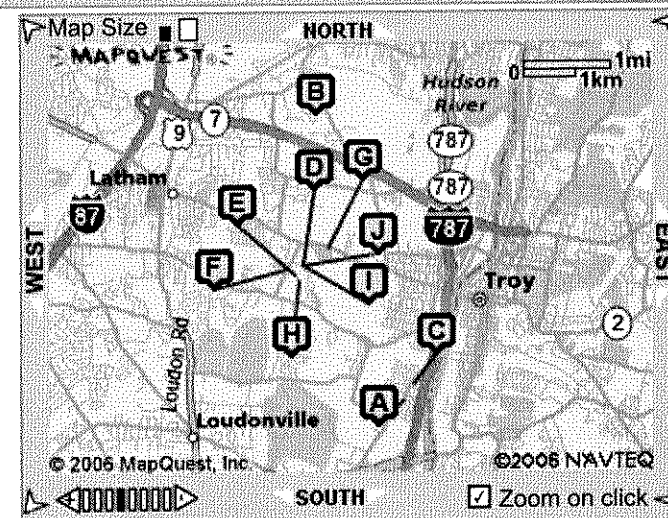 Map Size
NORTH
MAPQUEST
1mi
0
1km
Hudson
River
B
7
9
787
D
G
Latham
787
E
87
787
J
WEST
EAST
F
I
Troy
H
C
2
Loudon Rd
A
Loudonville
© 2006 MapQuest, Inc
©2006 NAVTEQ
SOUTH
Zoom on click